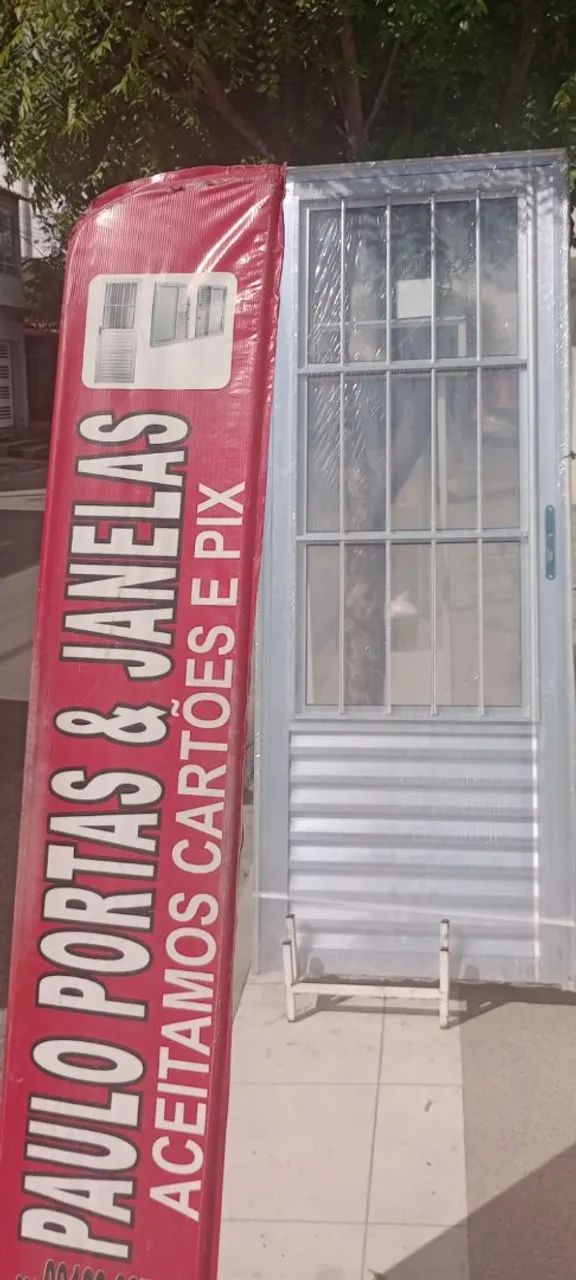 PAULO PORTAS & JANELAS
ACEITAMOS CARTÕES E PIX